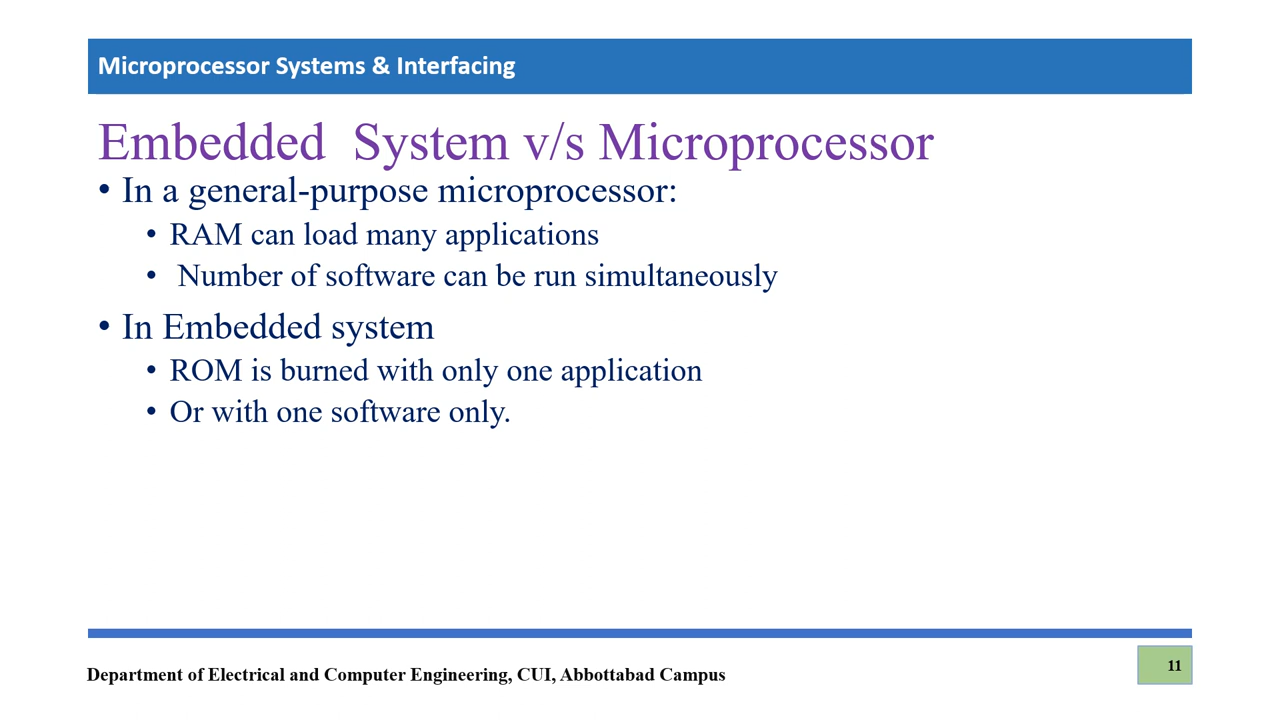 Microprocessor Systems & Interfacing
Embedded  System v/s Microprocessor
• In a general-purpose microprocessor:
• RAM can load many applications
• Number of software can be run simultaneously
• In Embedded system
• ROM is burned with only one application
• Or with one software only.
Department of Electrical and Computer Engineering, CUI, Abbottabad Campus
11